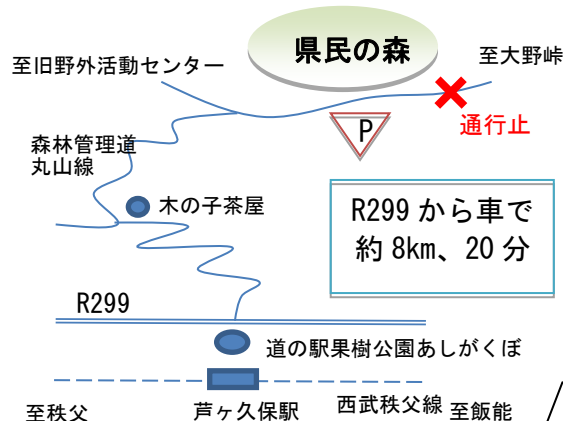 県民の森
至大野峠
至旧野外活動センター
通行止
P
森林管理道
丸山線
木の子茶屋
R299 から車で
約 8km、20 分
R299
道の駅果樹公園あしがくぼ
西武秩父線
至飯能
至秩父
芦ヶ久保駅